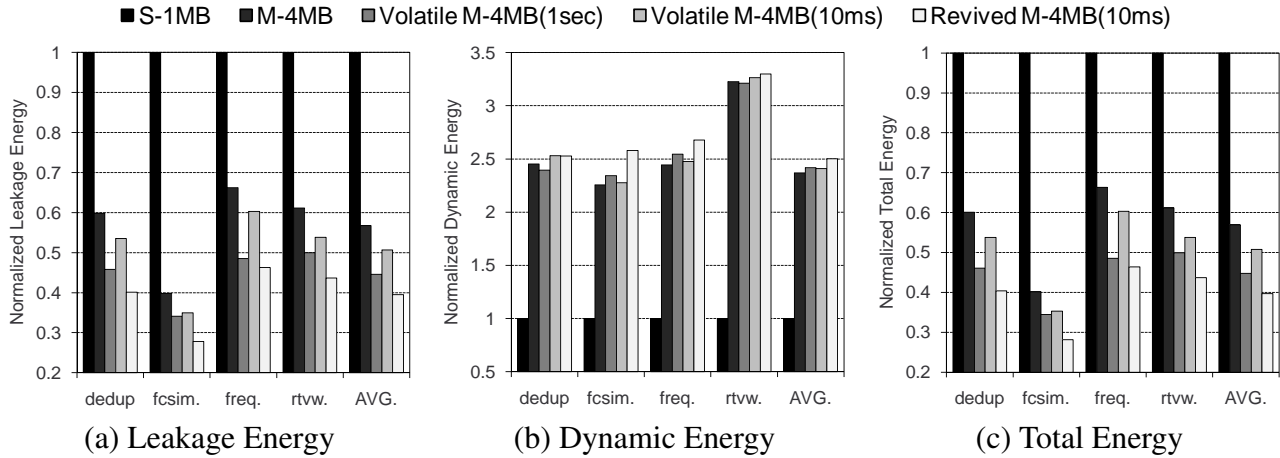 S-1MB M-4MB Volatile M-4MB(1sec) Volatile M-4MB(10ms) Revived M-4MB(10ms)
Normalized Leakage Energy
1
0.9
0.8
0.7
0.6
0.5
0.4
0.3
0.2
dedup fcsim. freq. rtvw. AVG.
(a) Leakage Energy
Normalized Dynamic Energy
3.5
3
2.5
2
1.5
1
0.5
dedup fcsim. freq. rtvw. AVG.
(b) Dynamic Energy
Normalized Total Energy
1
0.9
0.8
0.7
0.6
0.5
0.4
0.3
0.2
dedup fcsim. freq. rtvw. AVG.
(c) Total Energy